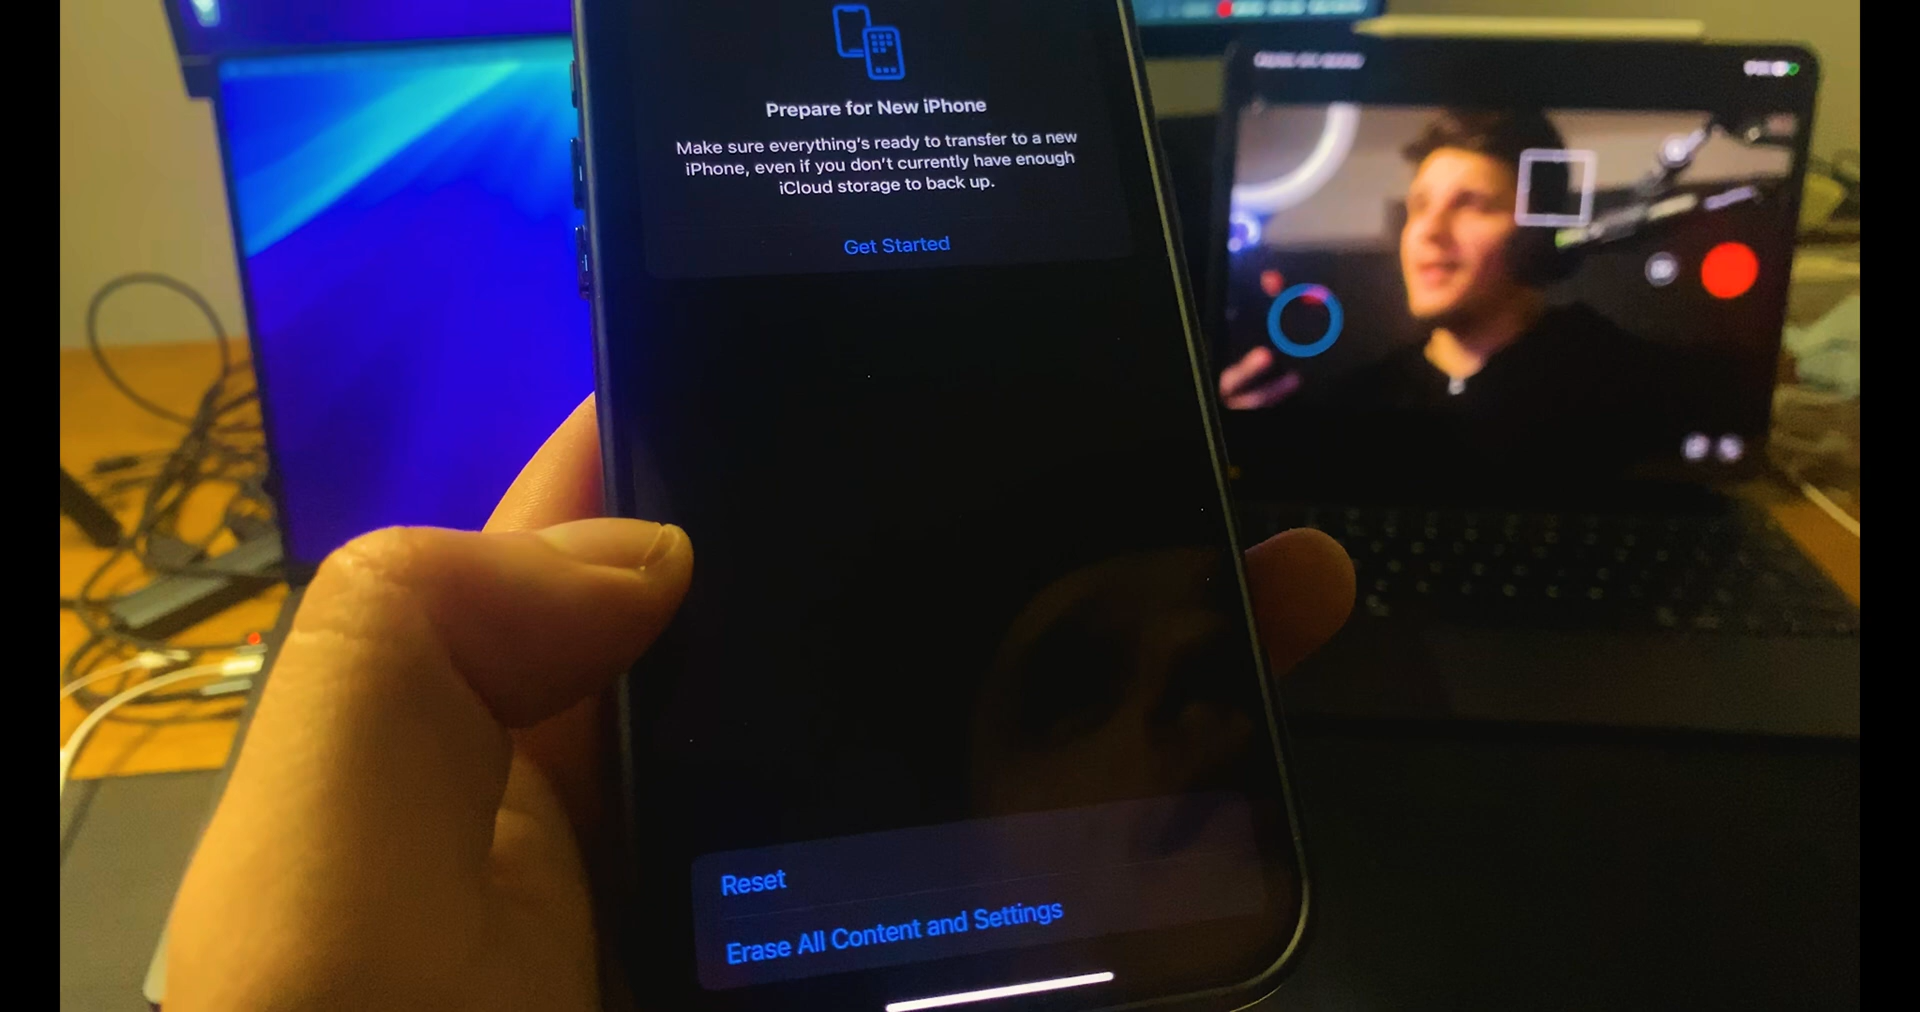 Prepare for New iPhone
Make sure everything's ready to transfer to a new
iPhone, even if you don't currently have enough
iCloud storage to back up.
Get Started
Reset
Erase All Content and Settings